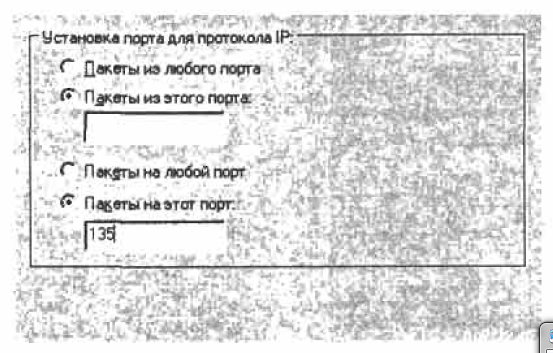 Установка порта для протокола IP:
Пакеты из любого порта
Пакеты из этого порта:
Пакеты на любой порт
Пакеты на этот порт:
135